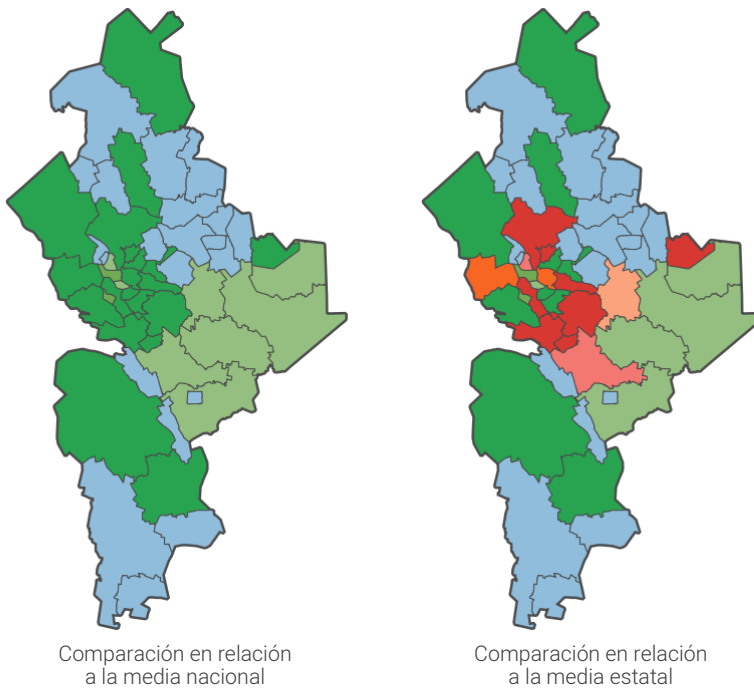 Comparación en relación
a la media nacional
Comparación en relación
a la media estatal